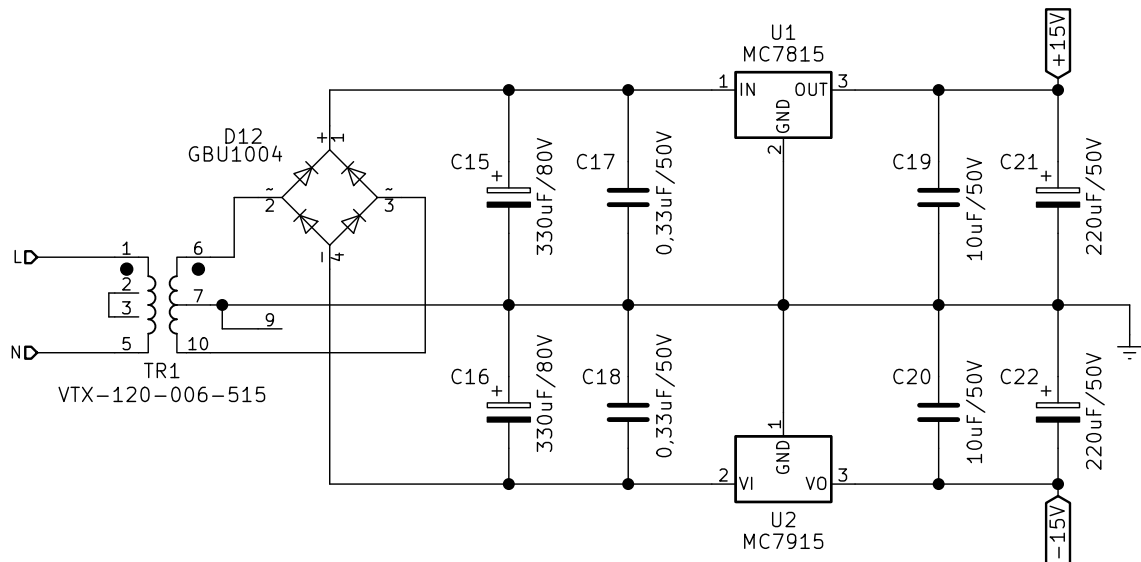 U1
MC7815
+15V
1 IN OUT 3
GND
2
D12
GBU1004
+ 1
~ 2
~ 3
- 4
C15 + 330uF/80V
C17 0,33uF/50V
C19 10uF/50V
C21 + 220uF/50V
L
N
1
2
3
5
6
7
9
10
TR1
VTX-120-006-515
C16 + 330uF/80V
C18 0,33uF/50V
C20 10uF/50V
C22 + 220uF/50V
1
GND
2 VI VO 3
U2
MC7915
-15V